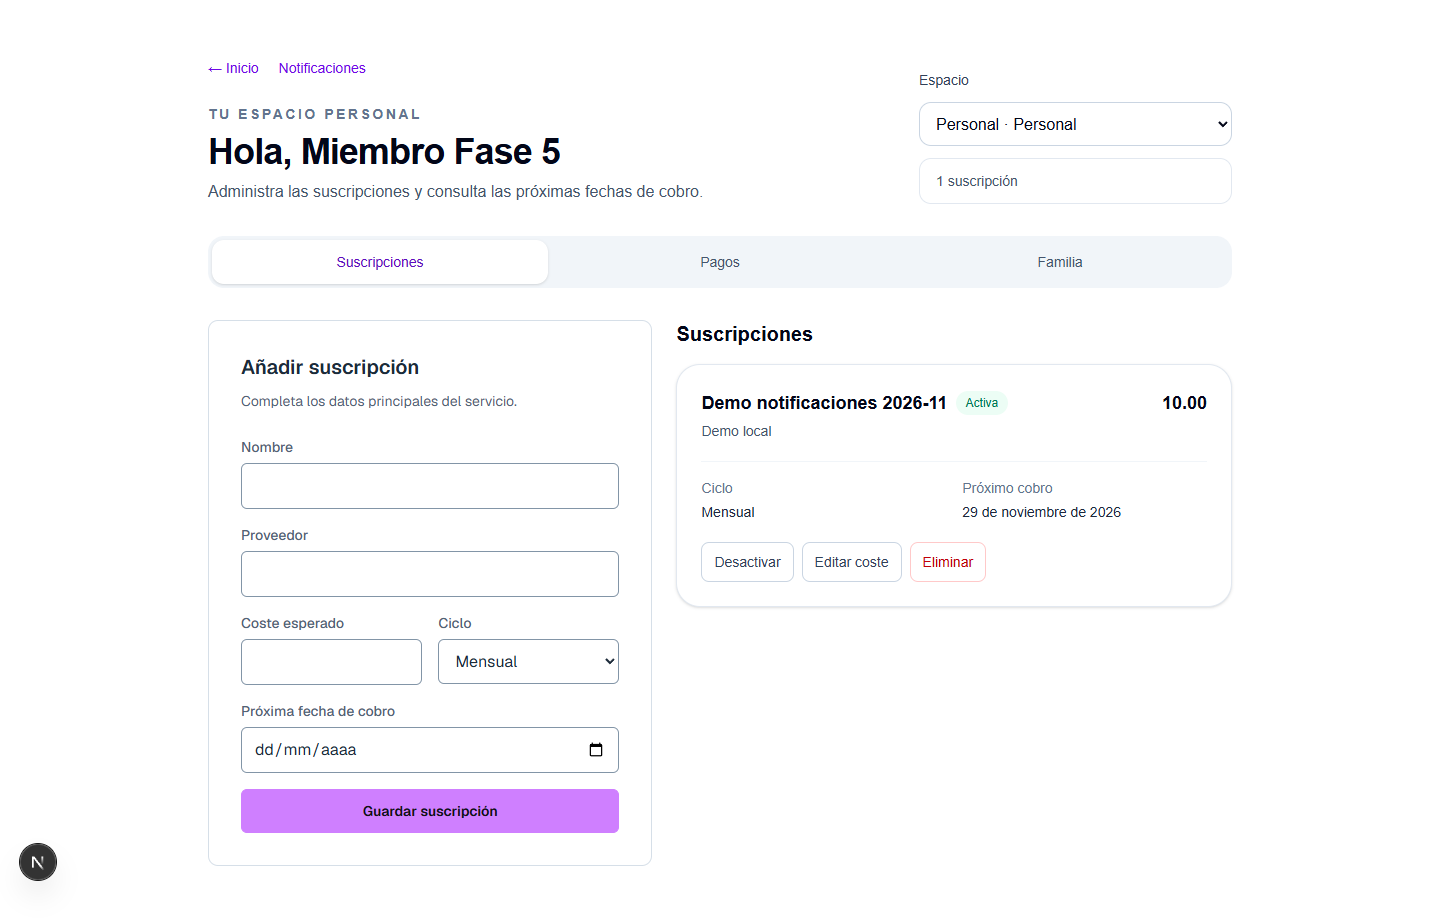 ← Inicio
Notificaciones
TU ESPACIO PERSONAL
Hola, Miembro Fase 5
Administra las suscripciones y consulta las próximas fechas de cobro.
Espacio
Personal · Personal
1 suscripción
Suscripciones
Pagos
Familia
Añadir suscripción
Completa los datos principales del servicio.
Nombre
Proveedor
Coste esperado
Ciclo
Mensual
Próxima fecha de cobro
dd/mm/aaaa
Guardar suscripción
Suscripciones
Demo notificaciones 2026-11
Activa
10.00
Demo local
Ciclo
Próximo cobro
Mensual
29 de noviembre de 2026
Desactivar
Editar coste
Eliminar
N